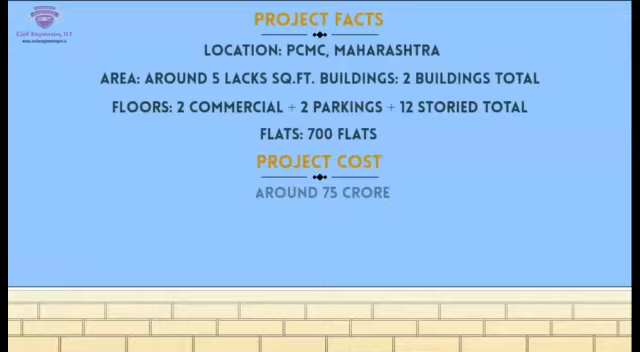 PROJECT FACTS
LOCATION: PCMC, MAHARASHTRA
AREA: AROUND 5 LACKS SQ.FT. BUILDINGS: 2 BUILDINGS TOTAL
FLOORS: 2 COMMERCIAL + 2 PARKINGS + 12 STORIED TOTAL
FLATS: 700 FLATS
PROJECT COST
AROUND 75 CRORE